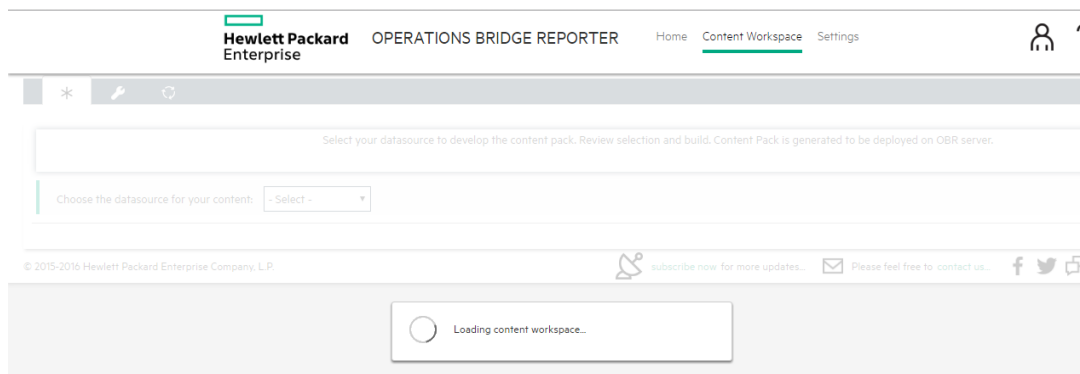 Hewlett Packard
Enterprise
OPERATIONS BRIDGE REPORTER
Home Content Workspace Settings
Select your datasource to develop the content pack. Review selection and build. Content Pack is generated to be deployed on OBR server.
Choose the datasource for your content: - Select -
© 2015-2016 Hewlett Packard Enterprise Company, L.P.
subscribe now for more updates... Please feel free to contact us...
Loading content workspace...